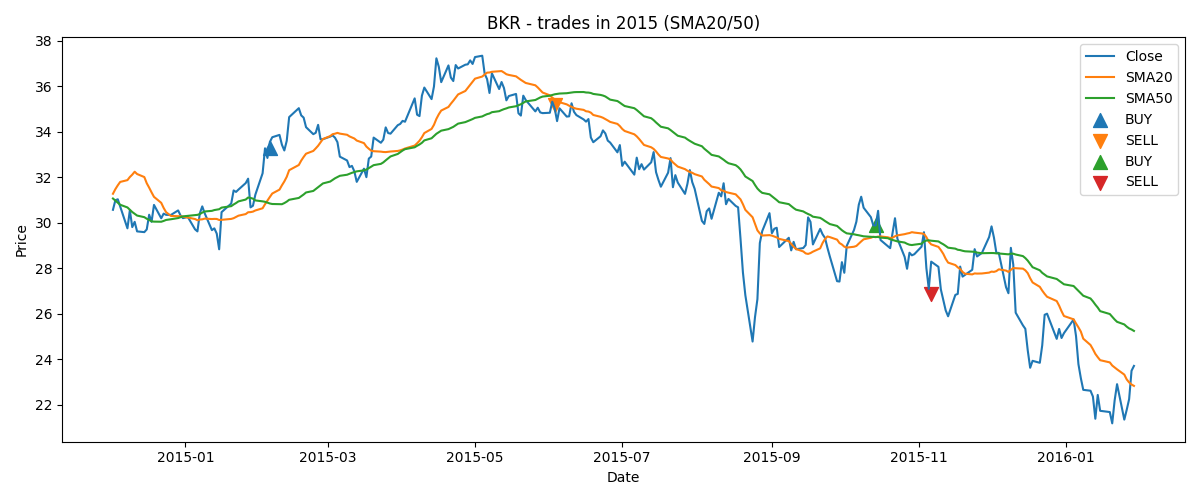 BKR - trades in 2015 (SMA20/50)
Price
38
36
34
32
30
28
26
24
22
Close
SMA20
SMA50
BUY
SELL
BUY
SELL
2015-01
2015-03
2015-05
2015-07
2015-09
2015-11
2016-01
Date